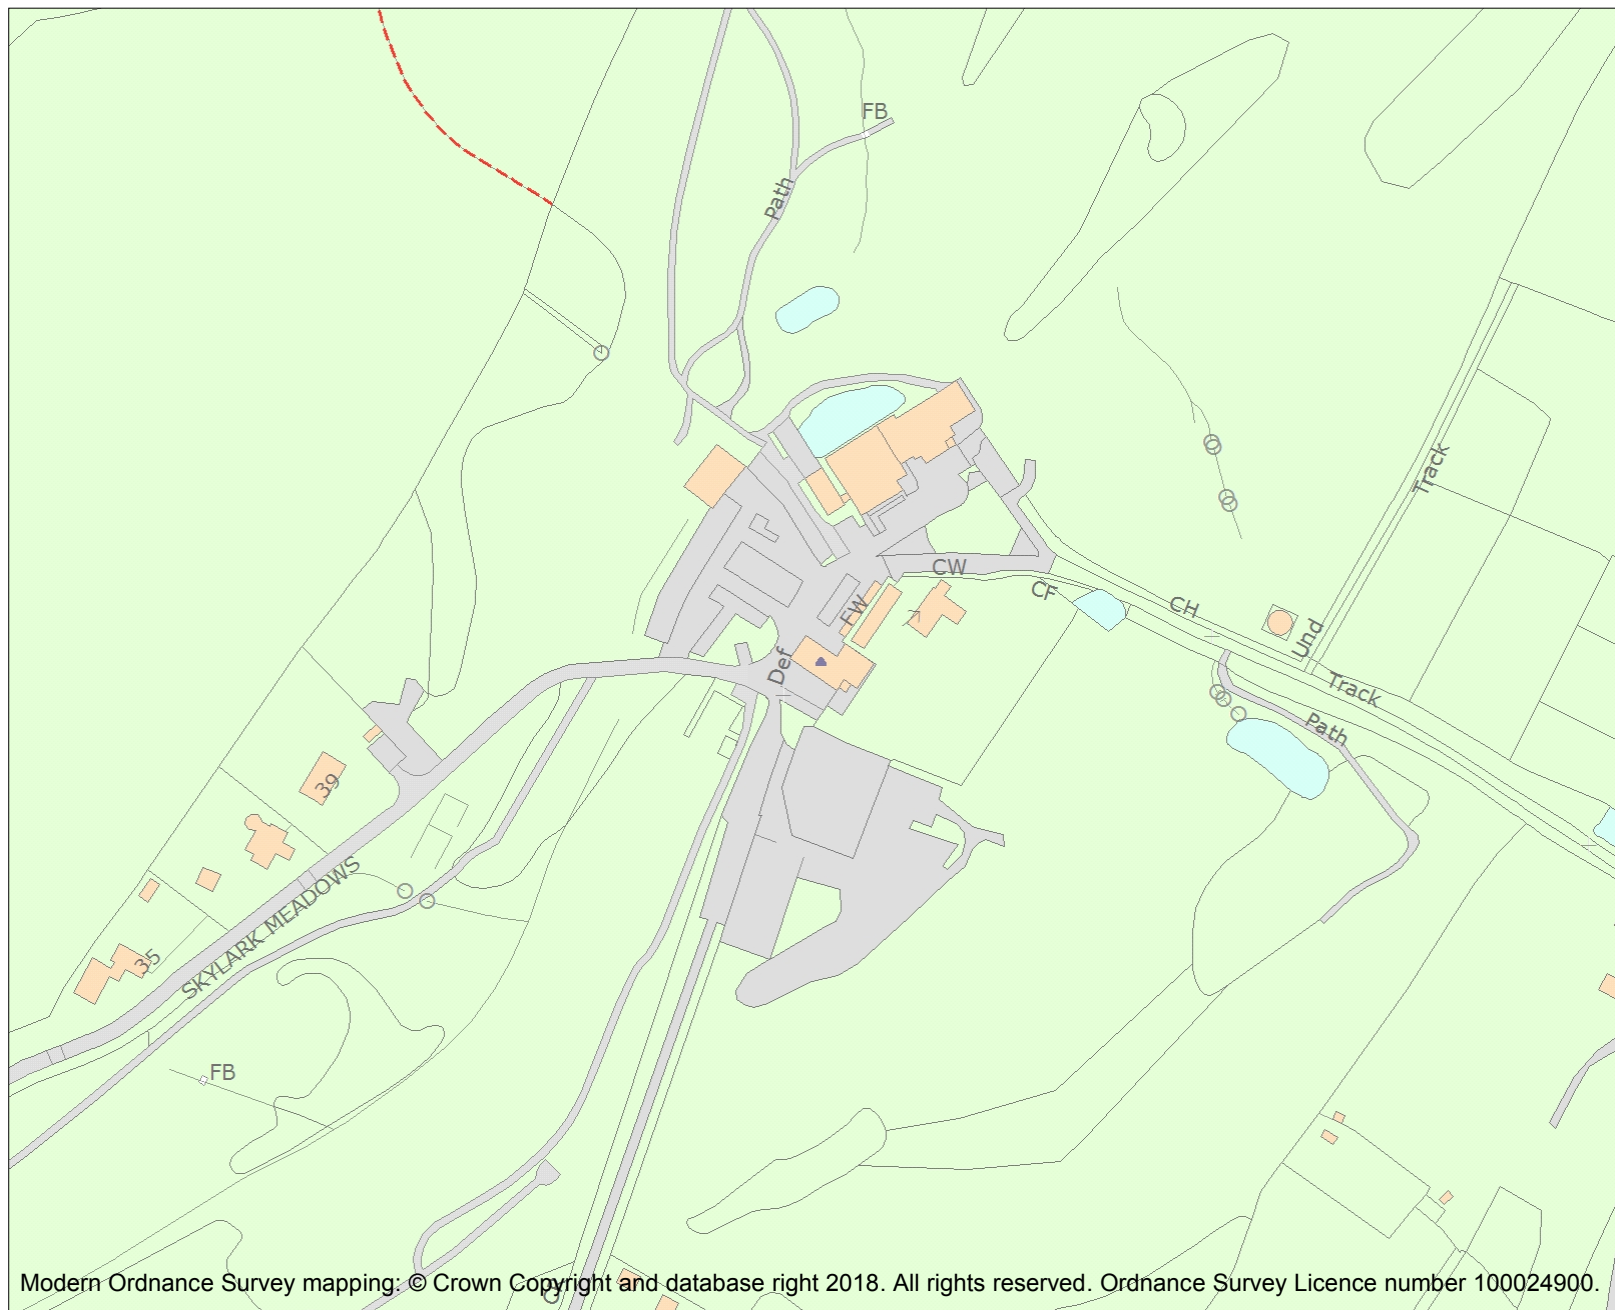 FB
Path
Track
CW
CF
CH
FW
Und
Def
Track
Path
39
SKYLARK MEADOWS
35
FB
Modern Ordnance Survey mapping: © Crown Copyright and database right 2018. All rights reserved. Ordnance Survey Licence number 100024900.